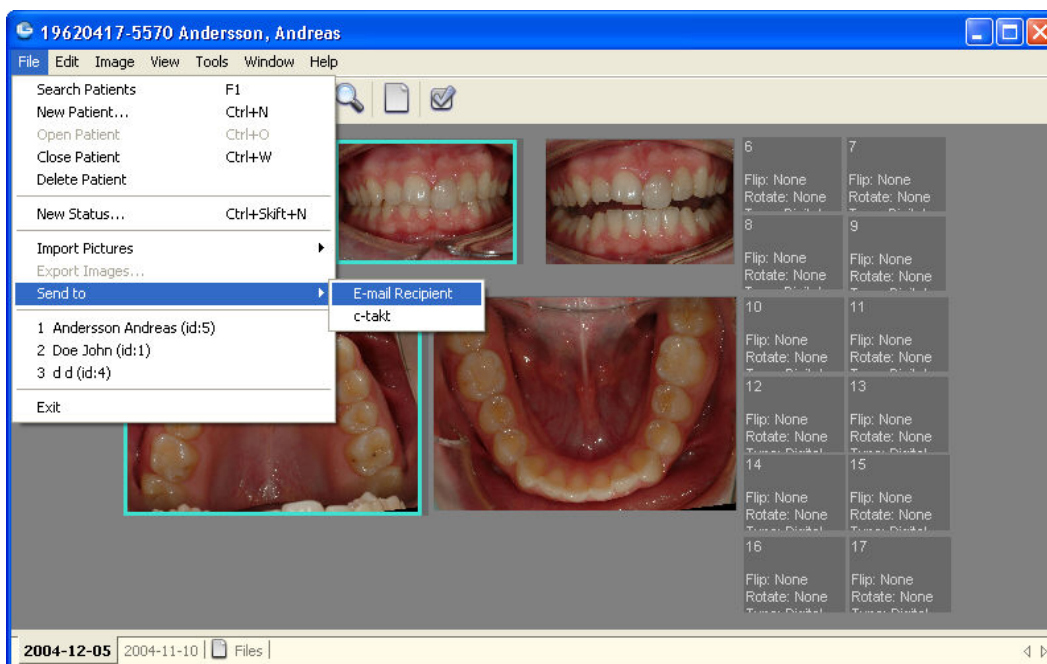 19620417-5570 Andersson, Andreas
File Edit Image View Tools Window Help
Search Patients F1
New Patient... Ctrl+N
Open Patient Ctrl+O
Close Patient Ctrl+W
Delete Patient
New Status... Ctrl+Skift+N
Import Pictures
Export Images...
Send to
E-mail Recipient
c-takt
1 Andersson Andreas (id:5)
2 Doe John (id:1)
3 d d (id:4)
Exit
6 7
Flip: None Flip: None
Rotate: None Rotate: None
8 9
Flip: None Flip: None
Rotate: None Rotate: None
10 11
Flip: None Flip: None
Rotate: None Rotate: None
12 13
Flip: None Flip: None
Rotate: None Rotate: None
14 15
Flip: None Flip: None
Rotate: None Rotate: None
16 17
Flip: None Flip: None
Rotate: None Rotate: None
2004-12-05 2004-11-10 Files